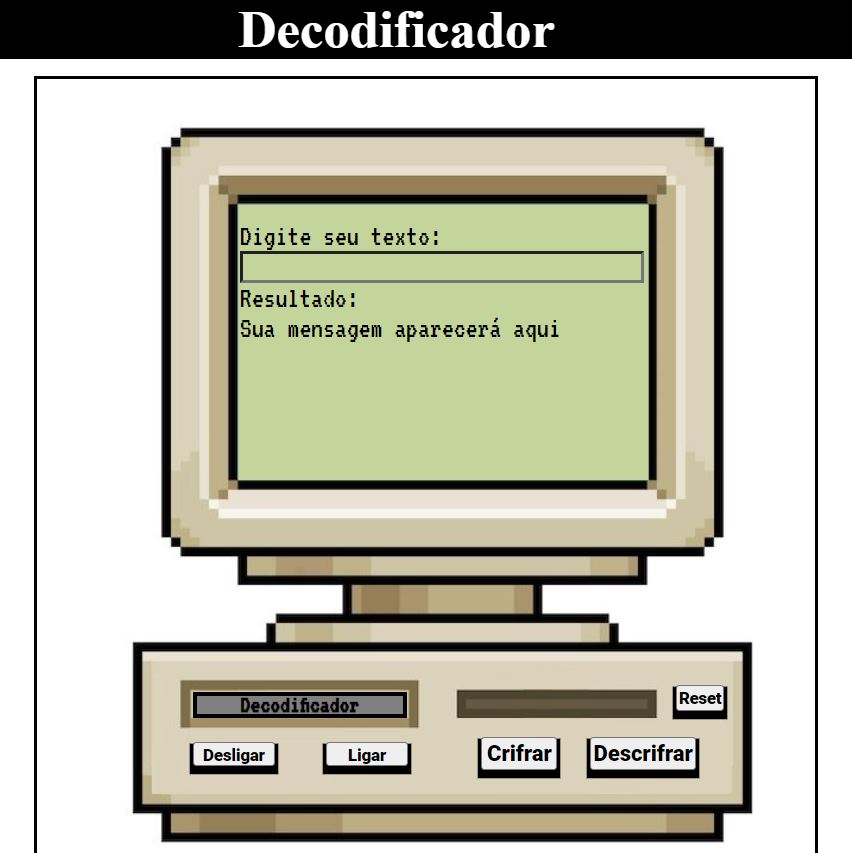 Decodificador
Digite seu texto:
Resultado:
Sua mensagem aparecerá aqui
Decodificador
Reset
Desligar
Ligar
Crifrar
Descrifrar